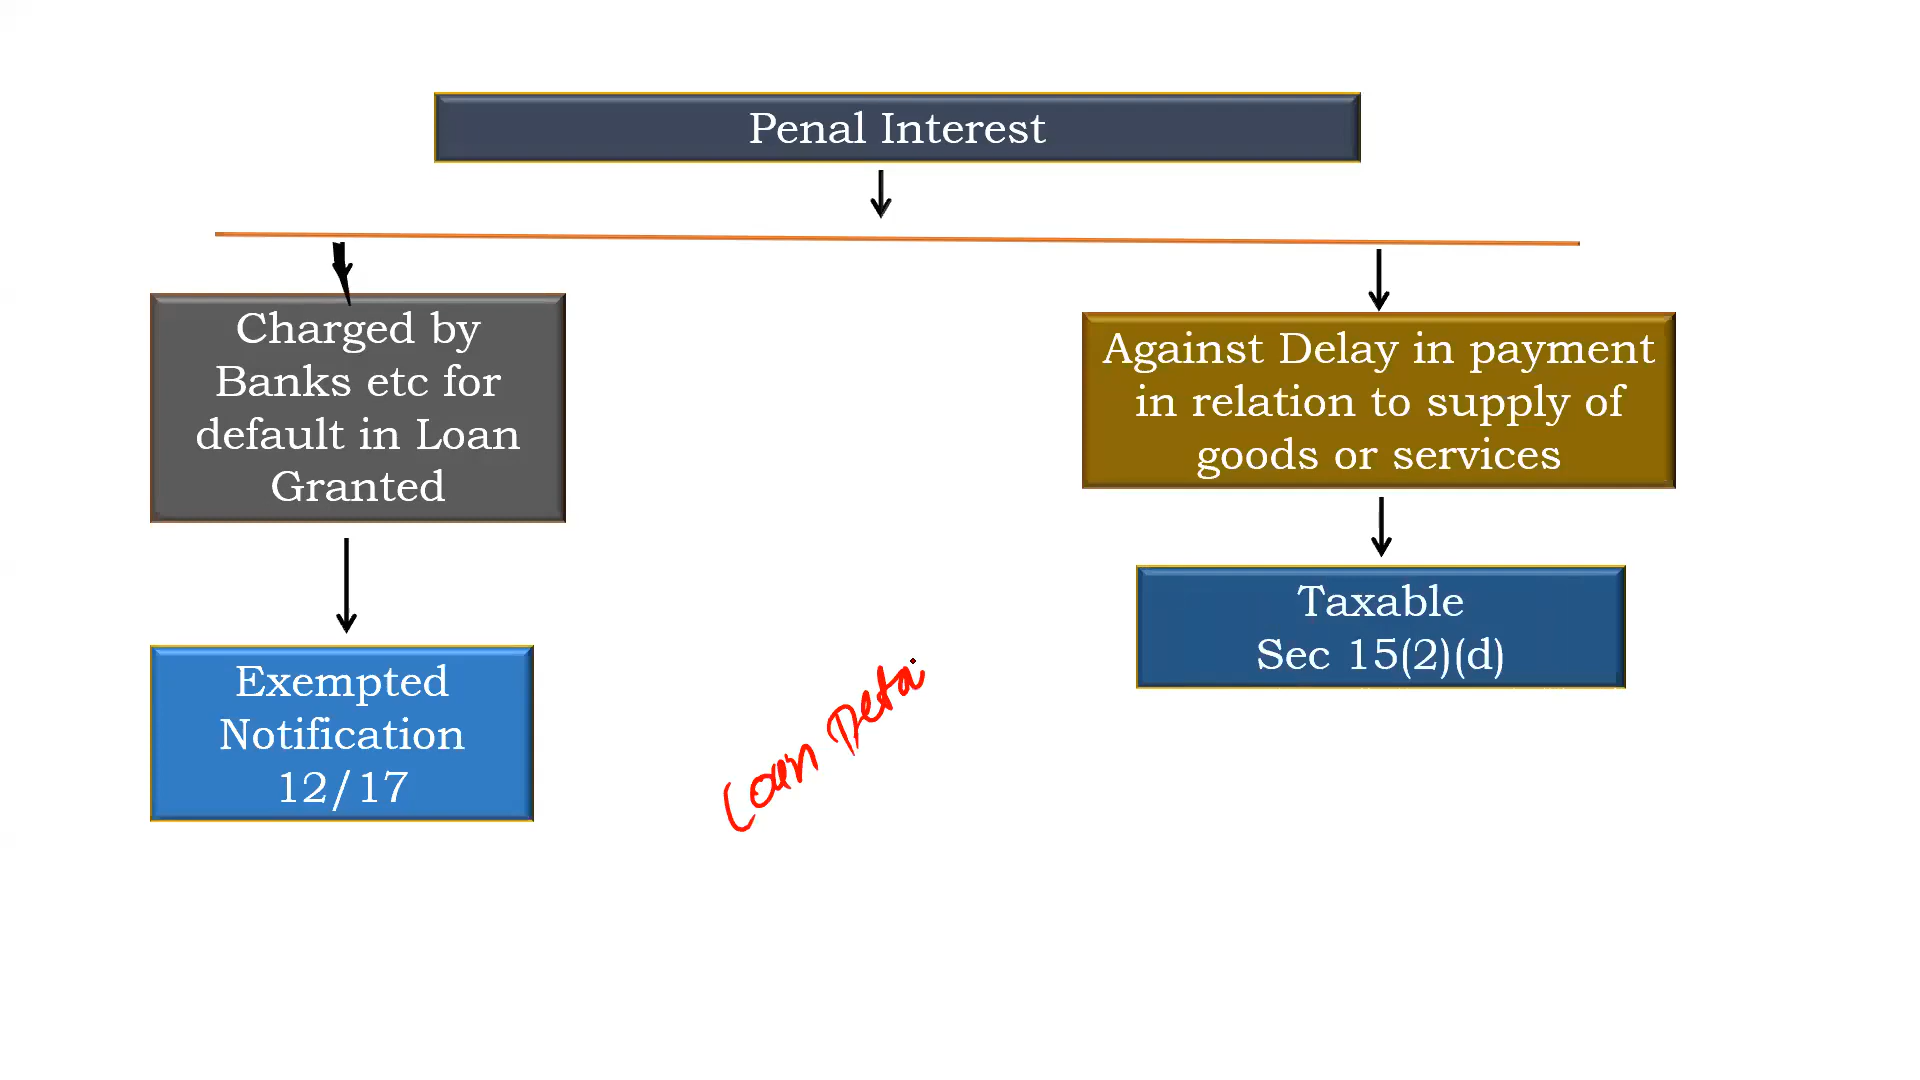 Penal Interest
Charged by
Banks etc for
default in Loan
Granted
Against Delay in payment
in relation to supply of
goods or services
Taxable
Sec 15(2)(d)
Exempted
Notification
12/17
Loan Deta